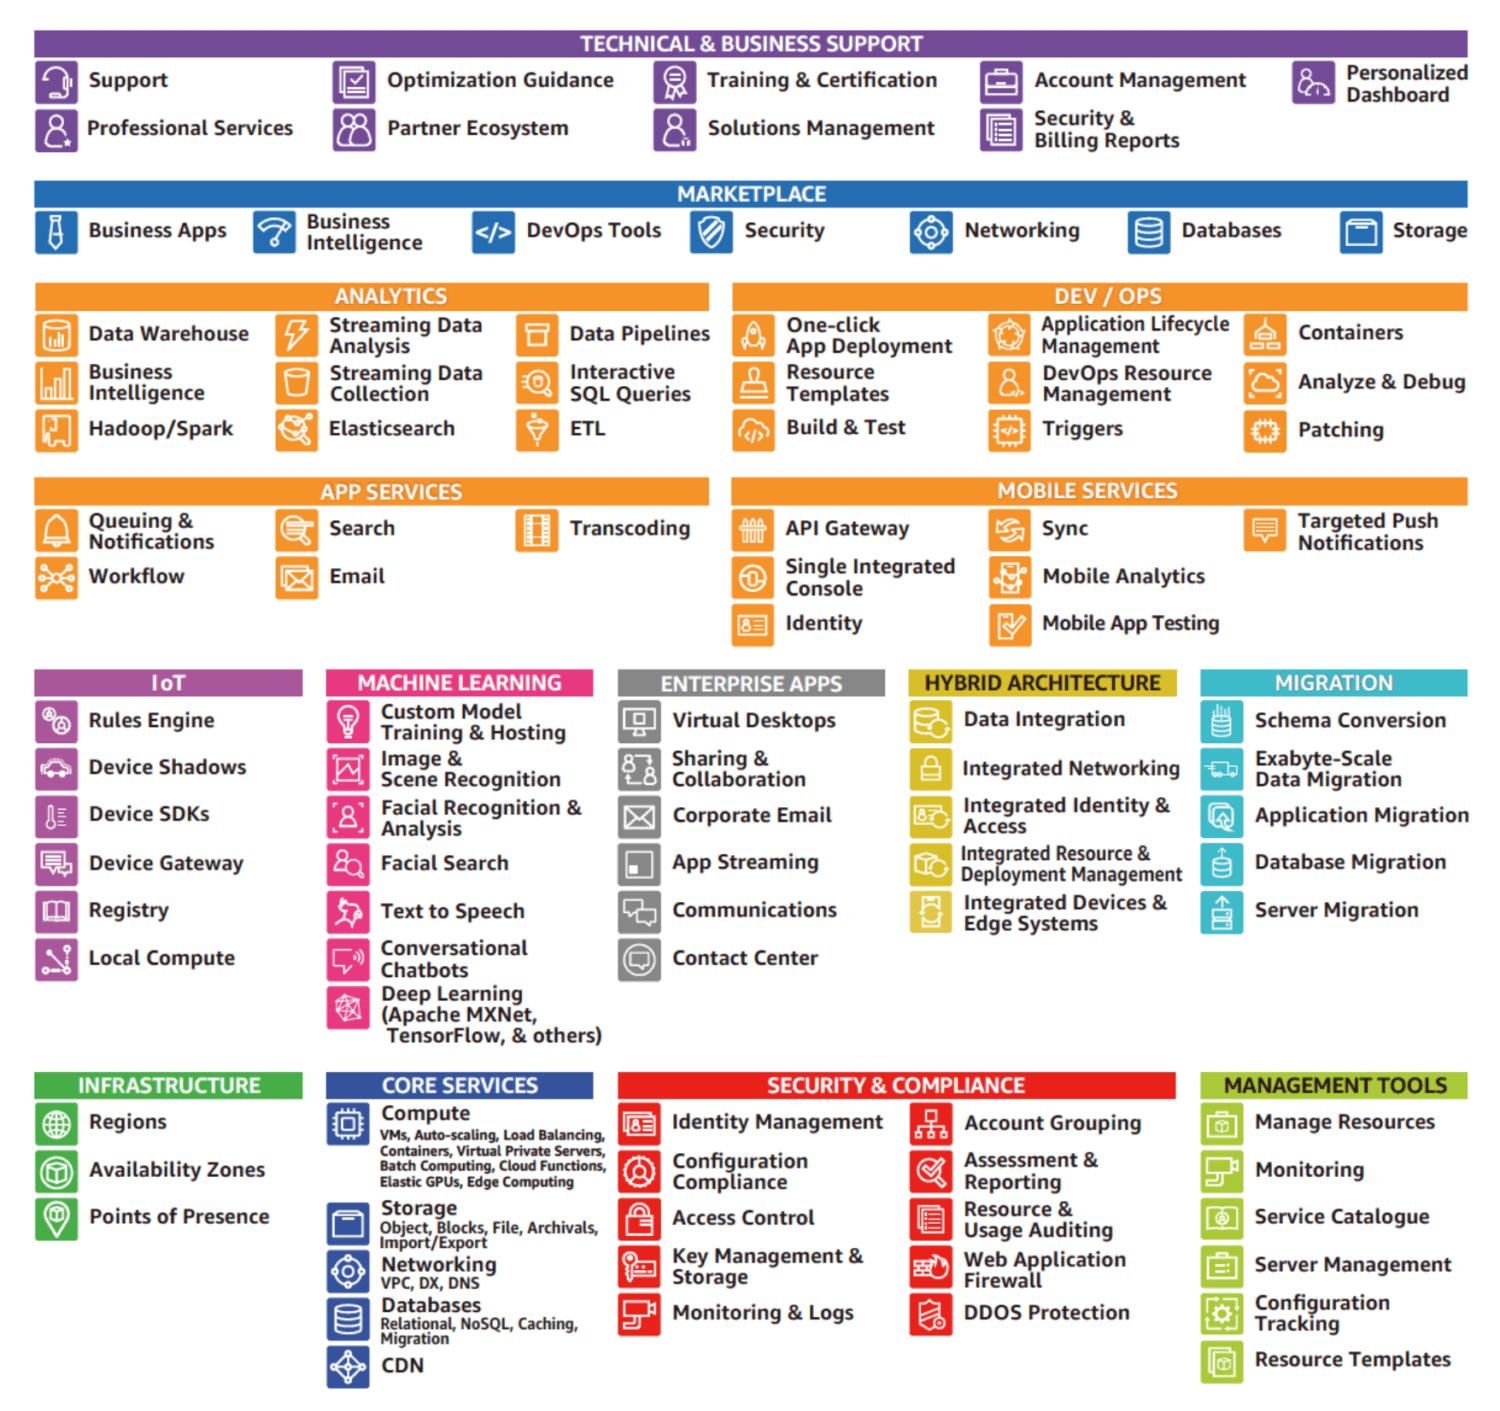 TECHNICAL & BUSINESS SUPPORT
Support
Optimization Guidance
Training & Certification
Account Management
Personalized
Dashboard
Professional Services
Partner Ecosystem
Solutions Management
Security &
Billing Reports
MARKETPLACE
Business Apps
Business
Intelligence
</>
DevOps Tools
Security
Networking
Databases
Storage
ANALYTICS
Data Warehouse
Streaming Data
Analysis
Data Pipelines
Business
Intelligence
Streaming Data
Collection
Interactive
SQL Queries
Hadoop/Spark
Elasticsearch
ETL
DEV / OPS
One-click
App Deployment
Application Lifecycle
Management
Containers
Resource
Templates
DevOps Resource
Management
Analyze & Debug
Build & Test
Triggers
Patching
APP SERVICES
Queuing &
Notifications
Search
Transcoding
Workflow
Email
MOBILE SERVICES
API Gateway
Sync
Targeted Push
Notifications
Single Integrated
Console
Mobile Analytics
Identity
Mobile App Testing
IoT
Rules Engine
Device Shadows
Device SDKs
Device Gateway
Registry
Local Compute
MACHINE LEARNING
Custom Model
Training & Hosting
Image &
Scene Recognition
Facial Recognition &
Analysis
Facial Search
Text to Speech
Conversational
Chatbots
Deep Learning
(Apache MXNet,
TensorFlow, & others)
ENTERPRISE APPS
Virtual Desktops
Sharing &
Collaboration
Corporate Email
App Streaming
Communications
Contact Center
HYBRID ARCHITECTURE
Data Integration
Integrated Networking
Integrated Identity &
Access
Integrated Resource &
Deployment Management
Integrated Devices &
Edge Systems
MIGRATION
Schema Conversion
Exabyte-Scale
Data Migration
Application Migration
Database Migration
Server Migration
INFRASTRUCTURE
Regions
Availability Zones
Points of Presence
CORE SERVICES
Compute
VMs, Auto-scaling, Load Balancing,
Containers, Virtual Private Servers,
Batch Computing, Cloud Functions,
Elastic GPUs, Edge Computing
Storage
Object, Blocks, File, Archivals,
Import/Export
Networking
VPC, DX, DNS
Databases
Relational, NoSQL, Caching,
Migration
CDN
SECURITY & COMPLIANCE
Identity Management
Configuration
Compliance
Access Control
Key Management &
Storage
Monitoring & Logs
Account Grouping
Assessment &
Reporting
Resource &
Usage Auditing
Web Application
Firewall
DDOS Protection
MANAGEMENT TOOLS
Manage Resources
Monitoring
Service Catalogue
Server Management
Configuration
Tracking
Resource Templates